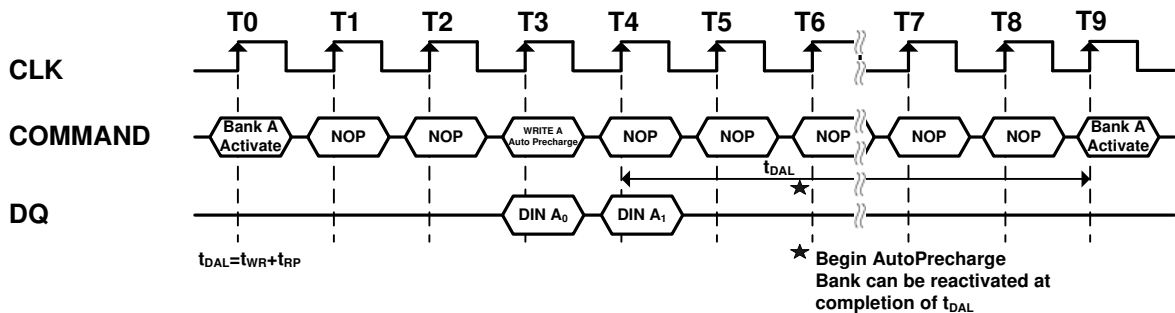 T0 T1 T2 T3 T4 T5 T6 T7 T8 T9
CLK
COMMAND
Bank A
Activate
NOP
NOP
WRITE A
Auto Precharge
NOP
NOP
NOP
NOP
NOP
Bank A
Activate
tDAL
DQ
DIN A0
DIN A1
tDAL=tWR+tRP
★ Begin AutoPrecharge
Bank can be reactivated at
completion of tDAL